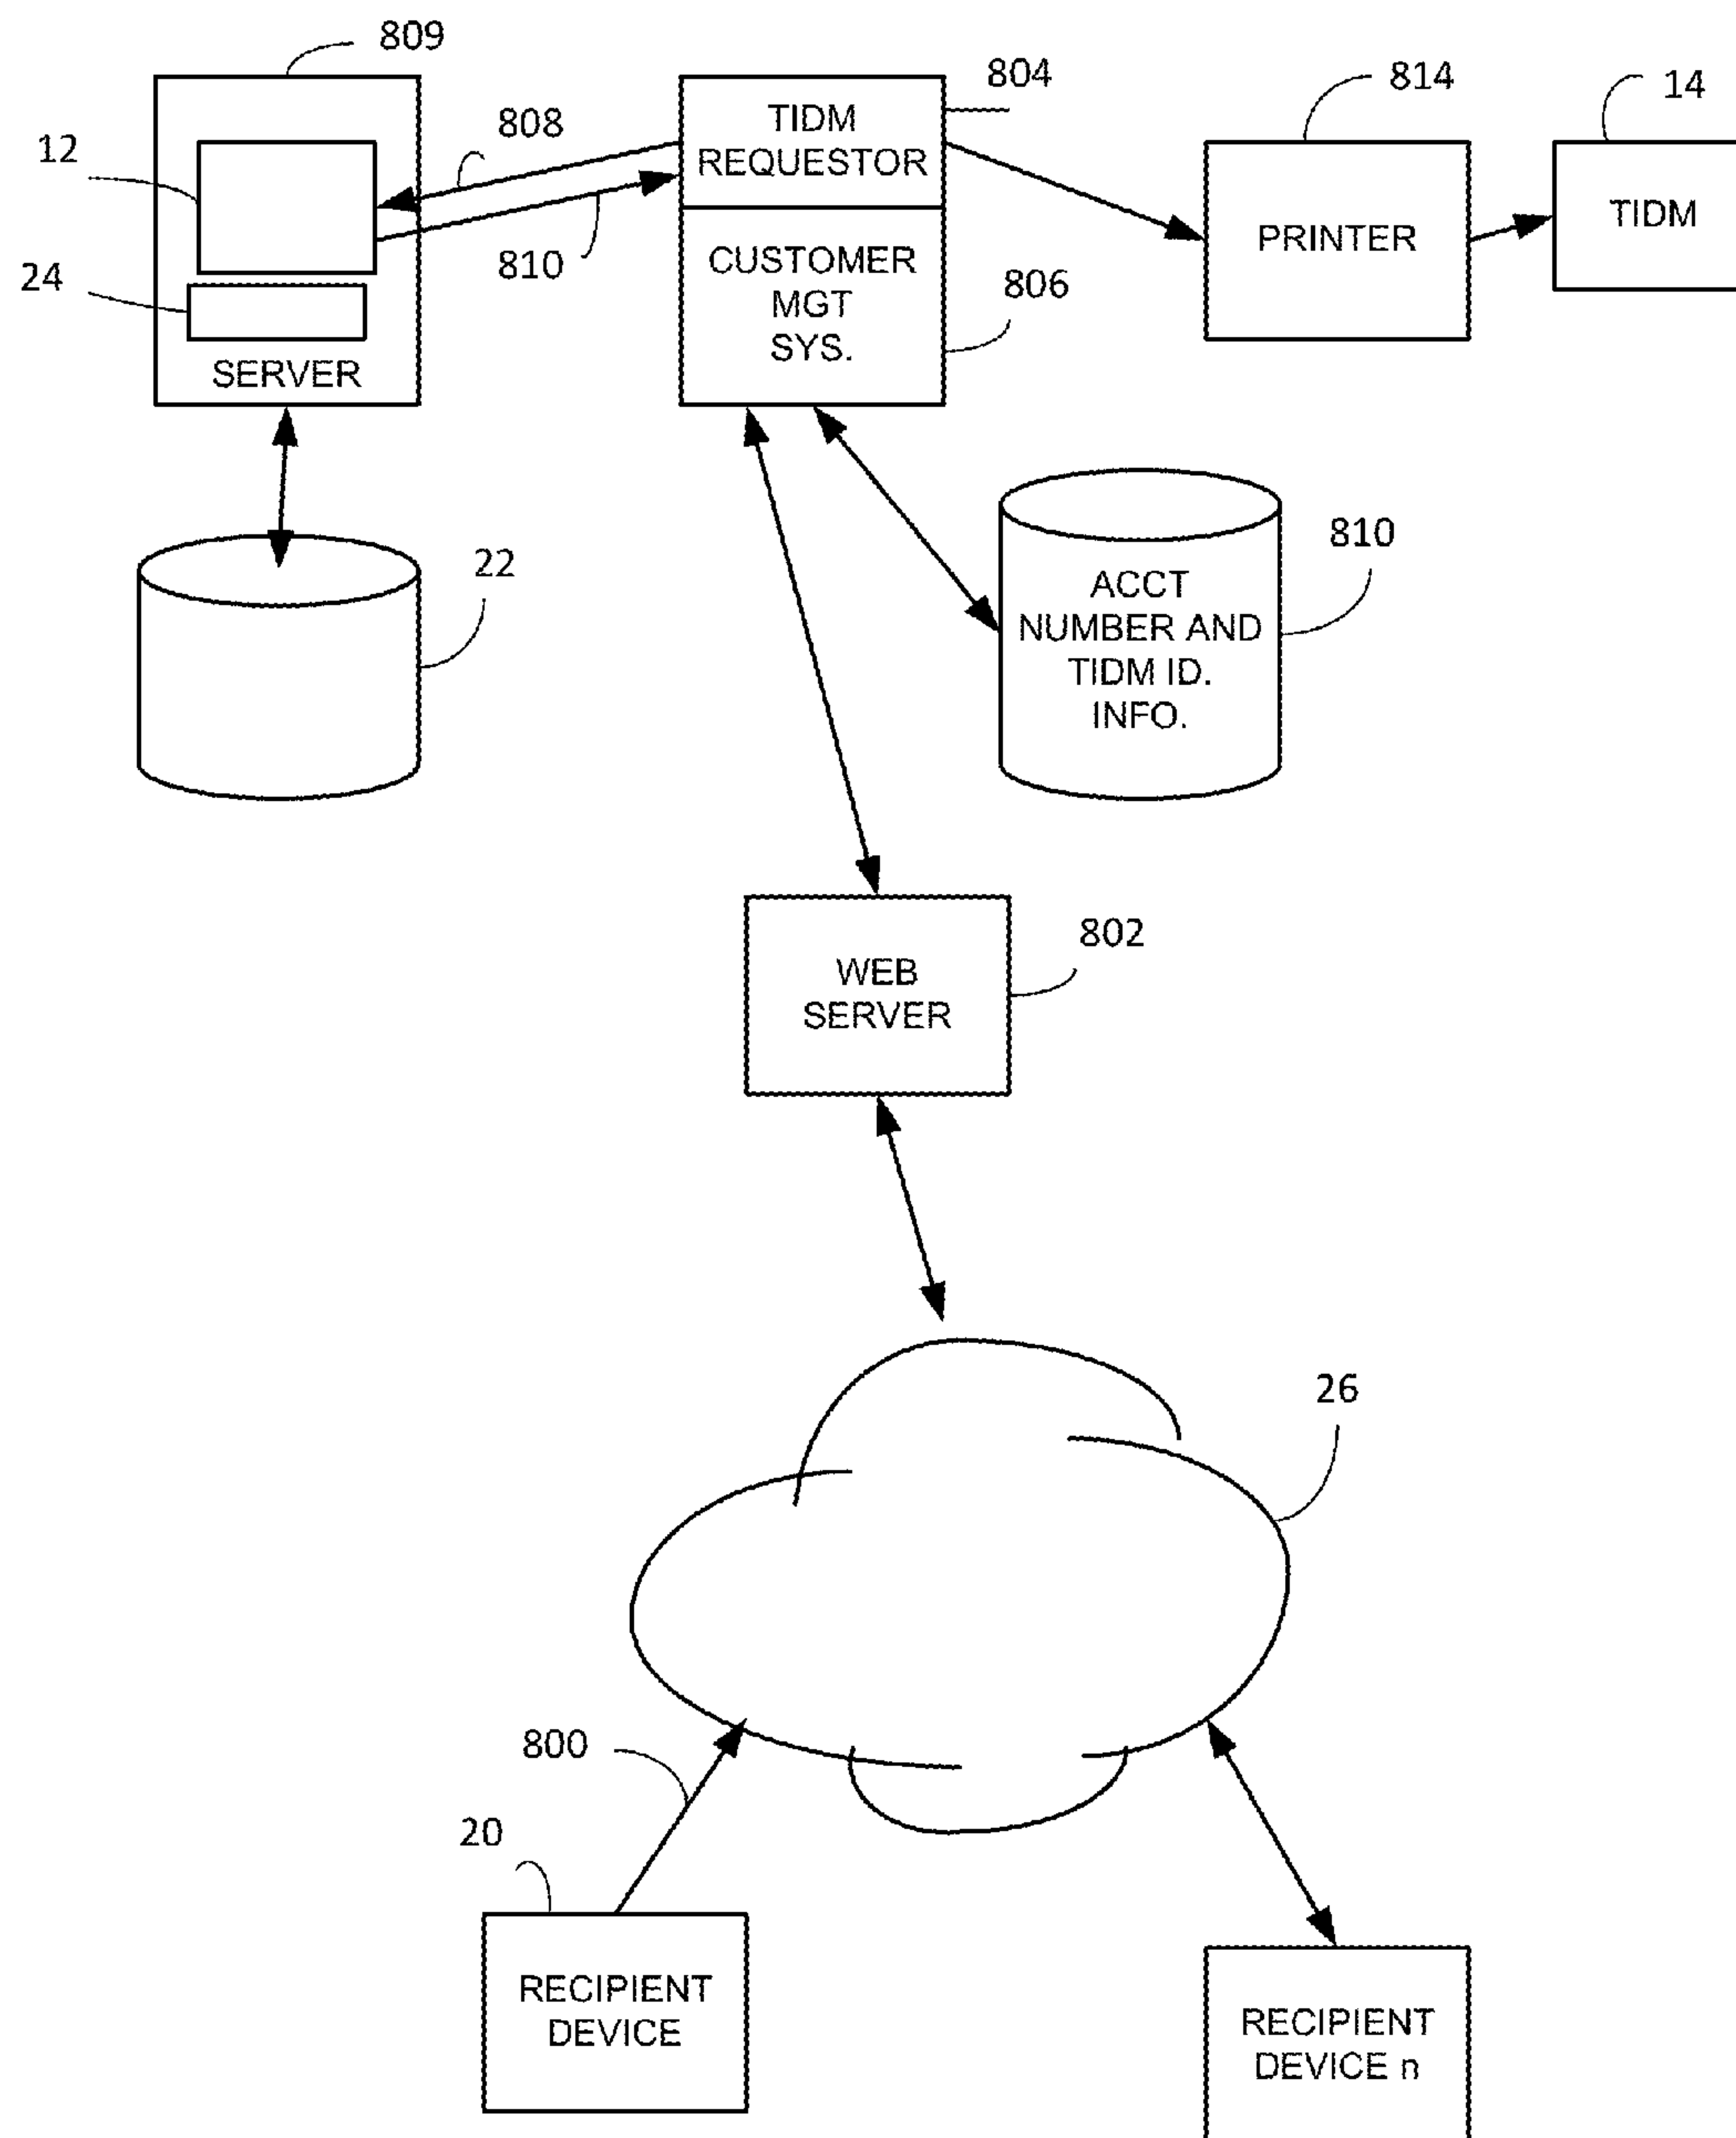 809
804
814
14
12
808
TIDM
REQUESTOR
TIDM
PRINTER
24
810
CUSTOMER
MGT
SYS.
806
SERVER
22
810
ACCT
NUMBER AND
TIDM ID.
INFO.
802
WEB
SERVER
26
800
20
RECIPIENT
DEVICE
RECIPIENT
DEVICE n